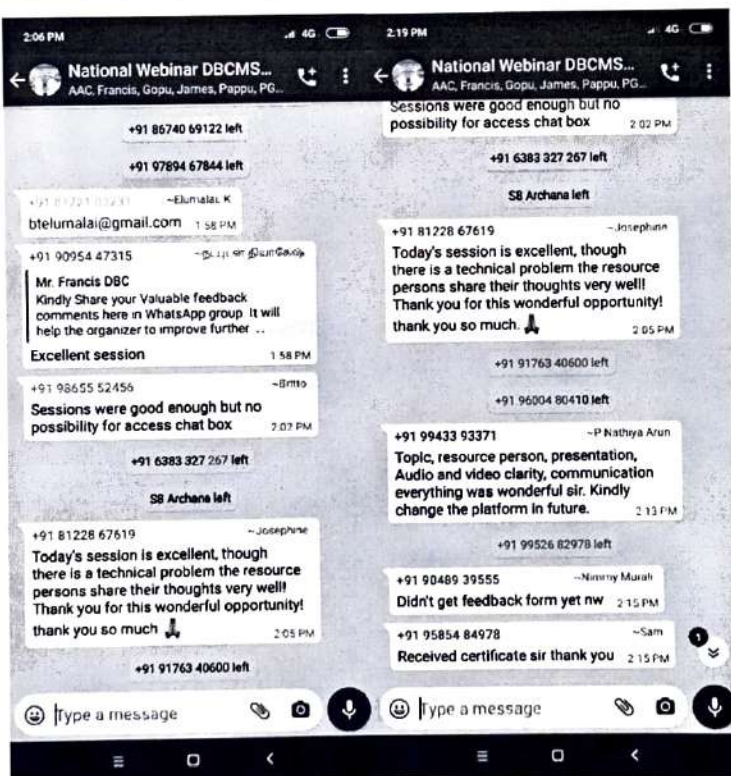 2:06 PM
4G
National Webinar DBCMS...
AAC, Francis, Gopu, James, Pappu, PG...
+91 86740 69122 left
+91 97894 67844 left
~Elumalai K
btelumalai@gmail.com 1 58 PM
+91 90954 47315
Mr. Francis DBC
Kindly Share your Valuable feedback
comments here in WhatsApp group. It will
help the organizer to improve further ..
Excellent session 1 58 PM
+91 98655 52456 ~Britto
Sessions were good enough but no
possibility for access chat box 2:02 PM
+91 6383 327 267 left
S8 Archana left
+91 81228 67619 ~Josephine
Today's session is excellent, though
there is a technical problem the resource
persons share their thoughts very well!
Thank you for this wonderful opportunity!
thank you so much 2:05 PM
+91 91763 40600 left
Type a message
2:19 PM
4G
National Webinar DBCMS...
AAC, Francis, Gopu, James, Pappu, PG...
Sessions were good enough but no
possibility for access chat box 2 02 PM
+91 6383 327 267 left
S8 Archana left
+91 81228 67619 ~Josephine
Today's session is excellent, though
there is a technical problem the resource
persons share their thoughts very well!
Thank you for this wonderful opportunity!
thank you so much. 2 05 PM
+91 91763 40600 left
+91 96004 80410 left
+91 99433 93371 ~P Nathiya Arun
Topic, resource person, presentation,
Audio and video clarity, communication
everything was wonderful sir. Kindly
change the platform in future. 2 13 PM
+91 99526 82978 left
+91 90489 39555 ~Nimmy Murali
Didn't get feedback form yet nw 2 15 PM
+91 95854 84978 ~Sam
Received certificate sir thank you 2 15 PM
1
Type a message